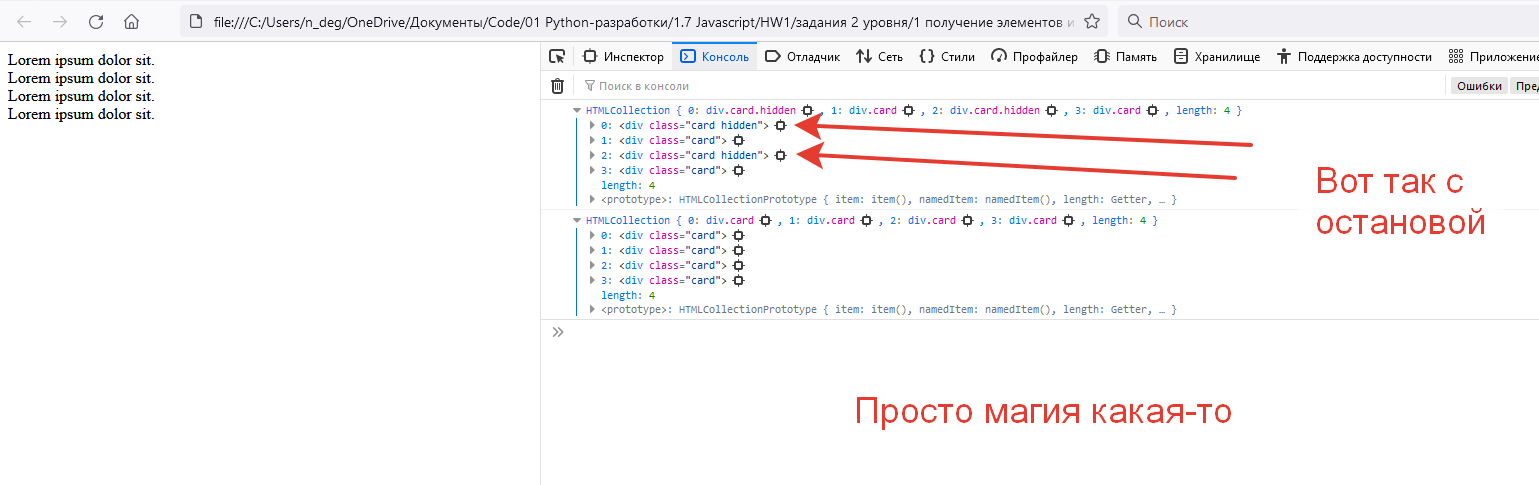 file:///C:/Users/n_deg/OneDrive/Документы/Code/01 Python-разработки/1.7 Javascript/HW1/задания 2 уровня/1 получение элементов и
Поиск
Lorem ipsum dolor sit.
Lorem ipsum dolor sit.
Lorem ipsum dolor sit.
Lorem ipsum dolor sit.
Инспектор Консоль Отладчик Сеть Стили Профайлер Память Хранилище Поддержка доступности Приложение
Поиск в консоли
Ошибки Пред
HTMLCollection { 0: div.card.hidden , 1: div.card , 2: div.card.hidden , 3: div.card , length: 4 }
0: <div class="card hidden">
1: <div class="card">
2: <div class="card hidden">
3: <div class="card">
length: 4
<prototype>: HTMLCollectionPrototype { item: item(), namedItem: namedItem(), length: Getter, … }
HTMLCollection { 0: div.card , 1: div.card , 2: div.card , 3: div.card , length: 4 }
0: <div class="card">
1: <div class="card">
2: <div class="card">
3: <div class="card">
length: 4
<prototype>: HTMLCollectionPrototype { item: item(), namedItem: namedItem(), length: Getter, … }
Вот так с
остановой
Просто магия какая-то